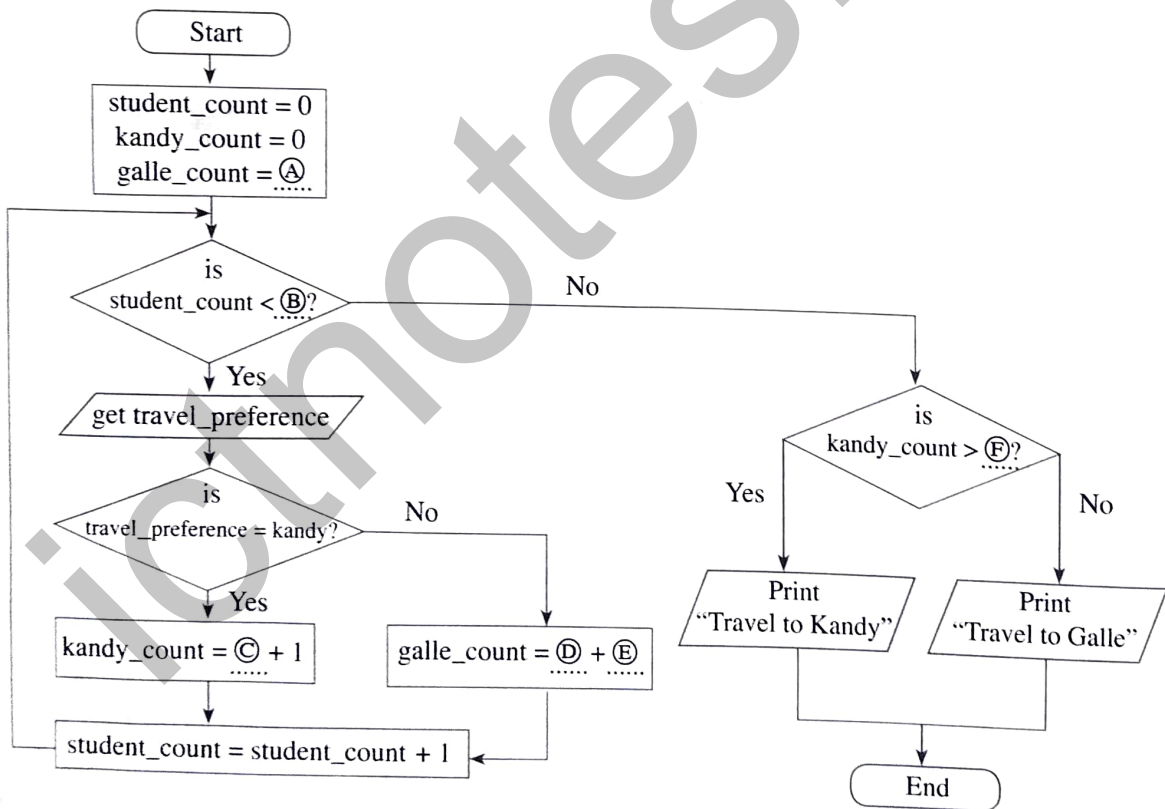 Start
student_count = 0
kandy_count = 0
galle_count = Ⓐ
is
student_count < Ⓑ?
No
Yes
get travel_preference
is
travel_preference = kandy?
No
Yes
kandy_count = Ⓒ + 1
galle_count = Ⓓ + Ⓔ
student_count = student_count + 1
is
kandy_count > Ⓕ?
Yes
No
Print
“Travel to Kandy”
Print
“Travel to Galle”
End
ictnotes